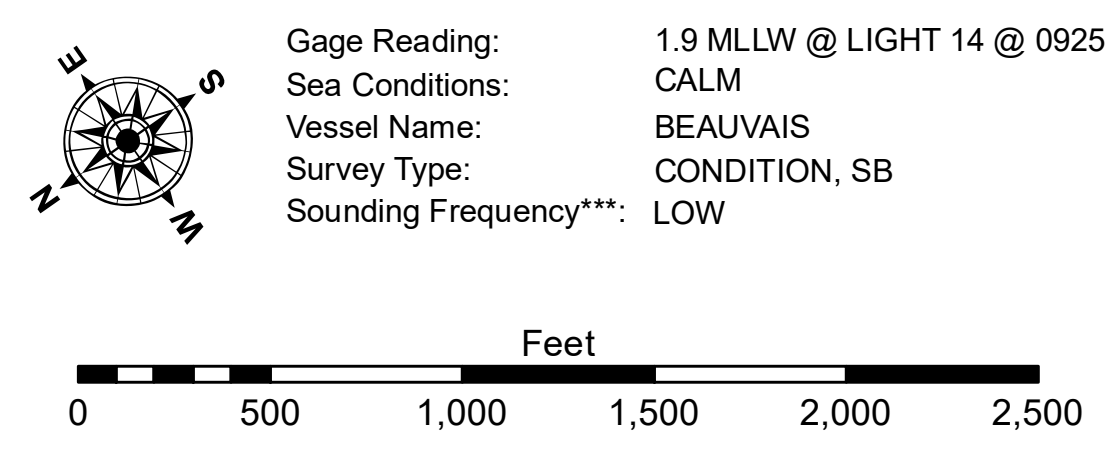 E
S
N
W
Gage Reading: 1.9 MLLW @ LIGHT 14 @ 0925
Sea Conditions: CALM
Vessel Name: BEAUVAIS
Survey Type: CONDITION, SB
Sounding Frequency***: LOW
Feet
0 500 1,000 1,500 2,000 2,500